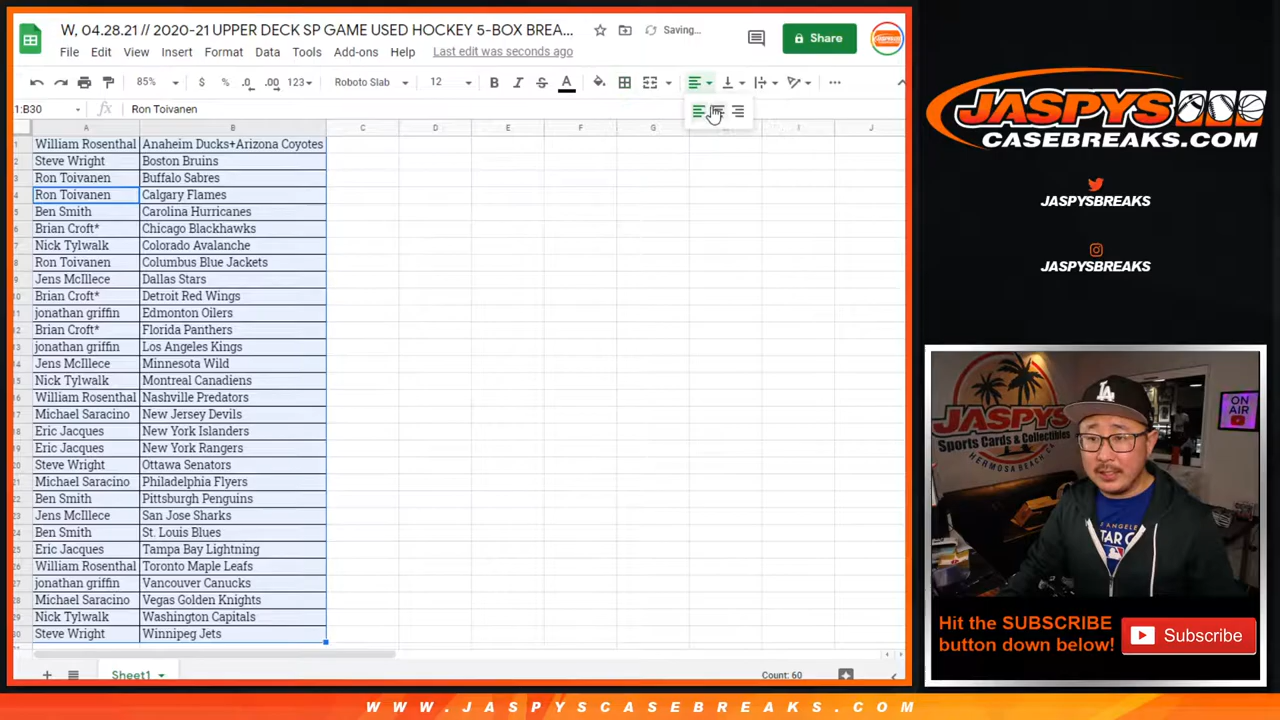 W, 04.28.21 // 2020-21 UPPER DECK SP GAME USED HOCKEY 5-BOX BREA...
Saving...
Share
File Edit View Insert Format Data Tools Add-ons Help Last edit was seconds ago
85% $ % .0 .00 123 Roboto Slab 12 B I S A
1:B30 fx Ron Toivanen
A B C D E F G H I J
1 William Rosenthal Anaheim Ducks+Arizona Coyotes
2 Steve Wright Boston Bruins
3 Ron Toivanen Buffalo Sabres
4 Ron Toivanen Calgary Flames
5 Ben Smith Carolina Hurricanes
6 Brian Croft* Chicago Blackhawks
7 Nick Tylwalk Colorado Avalanche
8 Ron Toivanen Columbus Blue Jackets
9 Jens McIllece Dallas Stars
10 Brian Croft* Detroit Red Wings
11 jonathan griffin Edmonton Oilers
12 Brian Croft* Florida Panthers
13 jonathan griffin Los Angeles Kings
14 Jens McIllece Minnesota Wild
15 Nick Tylwalk Montreal Canadiens
16 William Rosenthal Nashville Predators
17 Michael Saracino New Jersey Devils
18 Eric Jacques New York Islanders
19 Eric Jacques New York Rangers
20 Steve Wright Ottawa Senators
21 Michael Saracino Philadelphia Flyers
22 Ben Smith Pittsburgh Penguins
23 Jens McIllece San Jose Sharks
24 Ben Smith St. Louis Blues
25 Eric Jacques Tampa Bay Lightning
26 William Rosenthal Toronto Maple Leafs
27 jonathan griffin Vancouver Canucks
28 Michael Saracino Vegas Golden Knights
29 Nick Tylwalk Washington Capitals
30 Steve Wright Winnipeg Jets
Sheet1
Count: 60
JASPYS
CASEBREAKS.COM
JASPYSBREAKS
JASPYSBREAKS
JASPYS
Sports Cards & Collectibles
HERMOSA BEACH, CA
ON AIR
LA
Hit the SUBSCRIBE
button down below!
Subscribe
WWW.JASPYSCASEBREAKS.COM